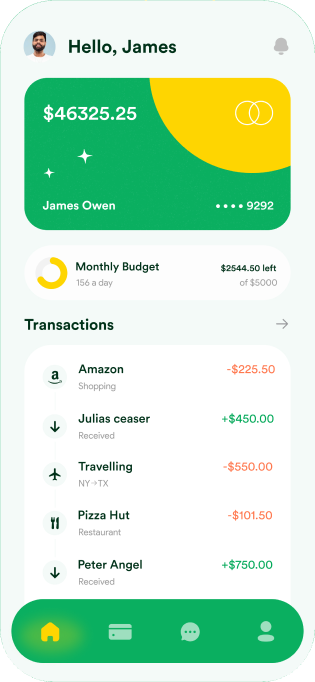 Hello, James
$46325.25
James Owen
•••• 9292
Monthly Budget
$2544.50 left
156 a day
of $5000
Transactions
Amazon
-$225.50
Shopping
Julias ceaser
+$450.00
Received
Travelling
-$550.00
NY→TX
Pizza Hut
-$101.50
Restaurant
Peter Angel
+$750.00
Received